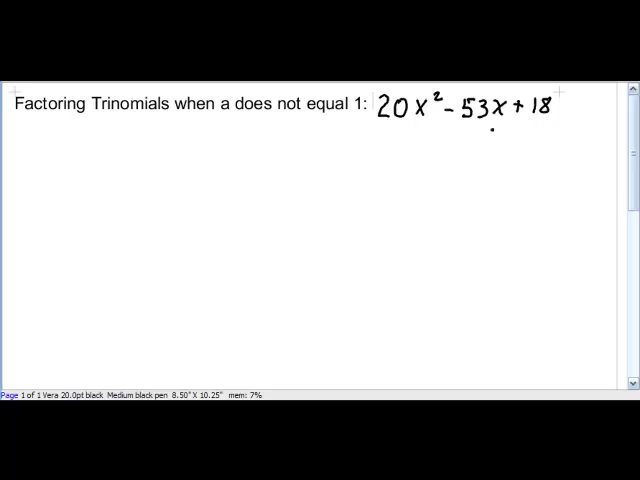 Factoring Trinomials when a does not equal 1: 20x² - 53x + 18
Page 1 of 1 Vera 20.0pt black Medium black pen 8.50" X 10.25" mem: 7%